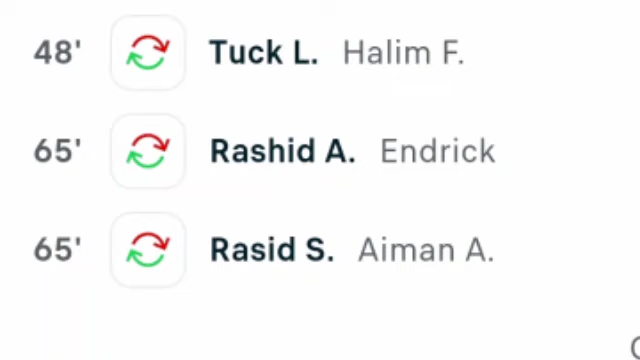 48' Tuck L. Halim F.
65' Rashid A. Endrick
65' Rasid S. Aiman A.